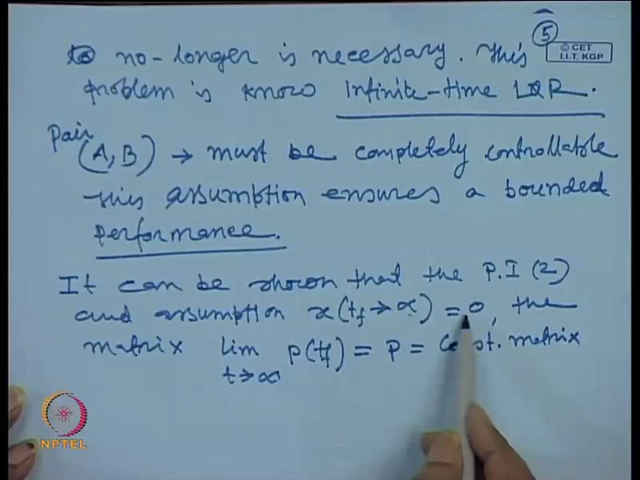 5
© CET
I.I.T. KGP
no-longer is necessary. This
problem is know Infinite-time LQR.
Pair
(A, B) → must be completely controllable
This assumption ensures a bounded
performance.
It can be shown that the P.I (2)
and assumption x(tf → ∝) = 0, the
matrix lim P(tf) = P = Const. matrix
t → ∞
NPTEL